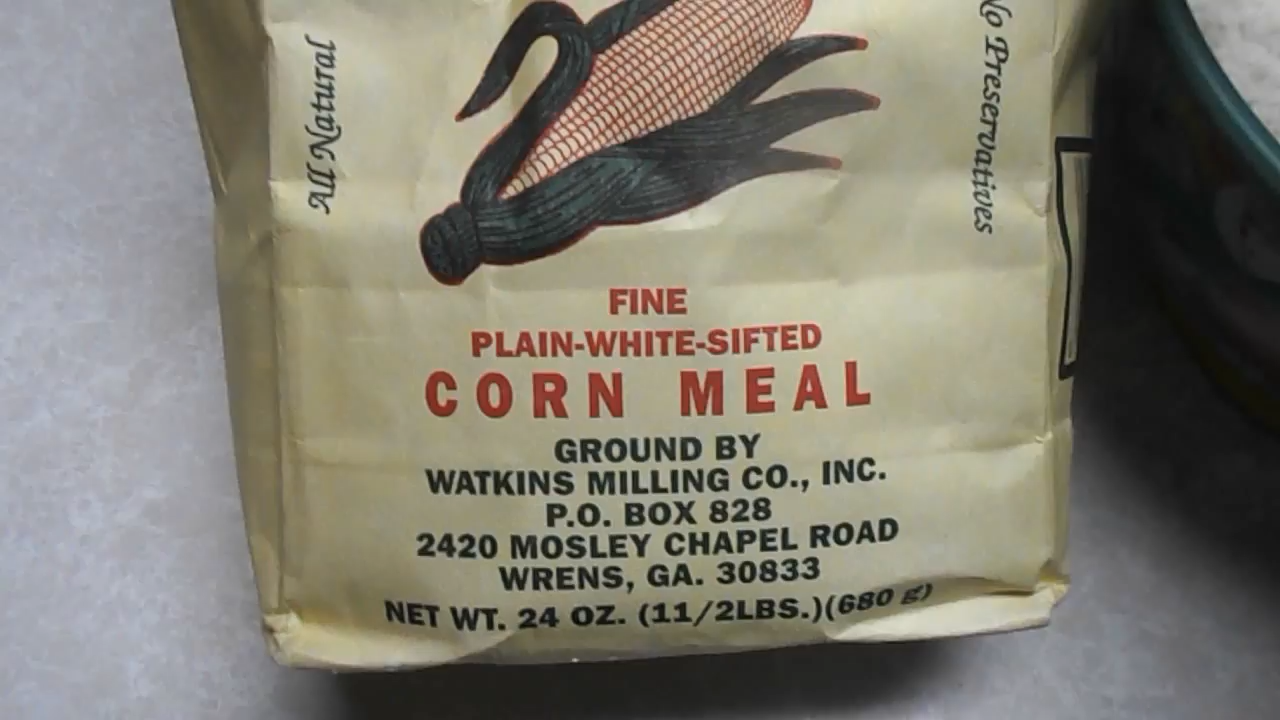 All Natural
No Preservatives
FINE
PLAIN-WHITE-SIFTED
CORN MEAL
GROUND BY
WATKINS MILLING CO., INC.
P.O. BOX 828
2420 MOSLEY CHAPEL ROAD
WRENS, GA. 30833
NET WT. 24 OZ. (11/2LBS.)(680 g)